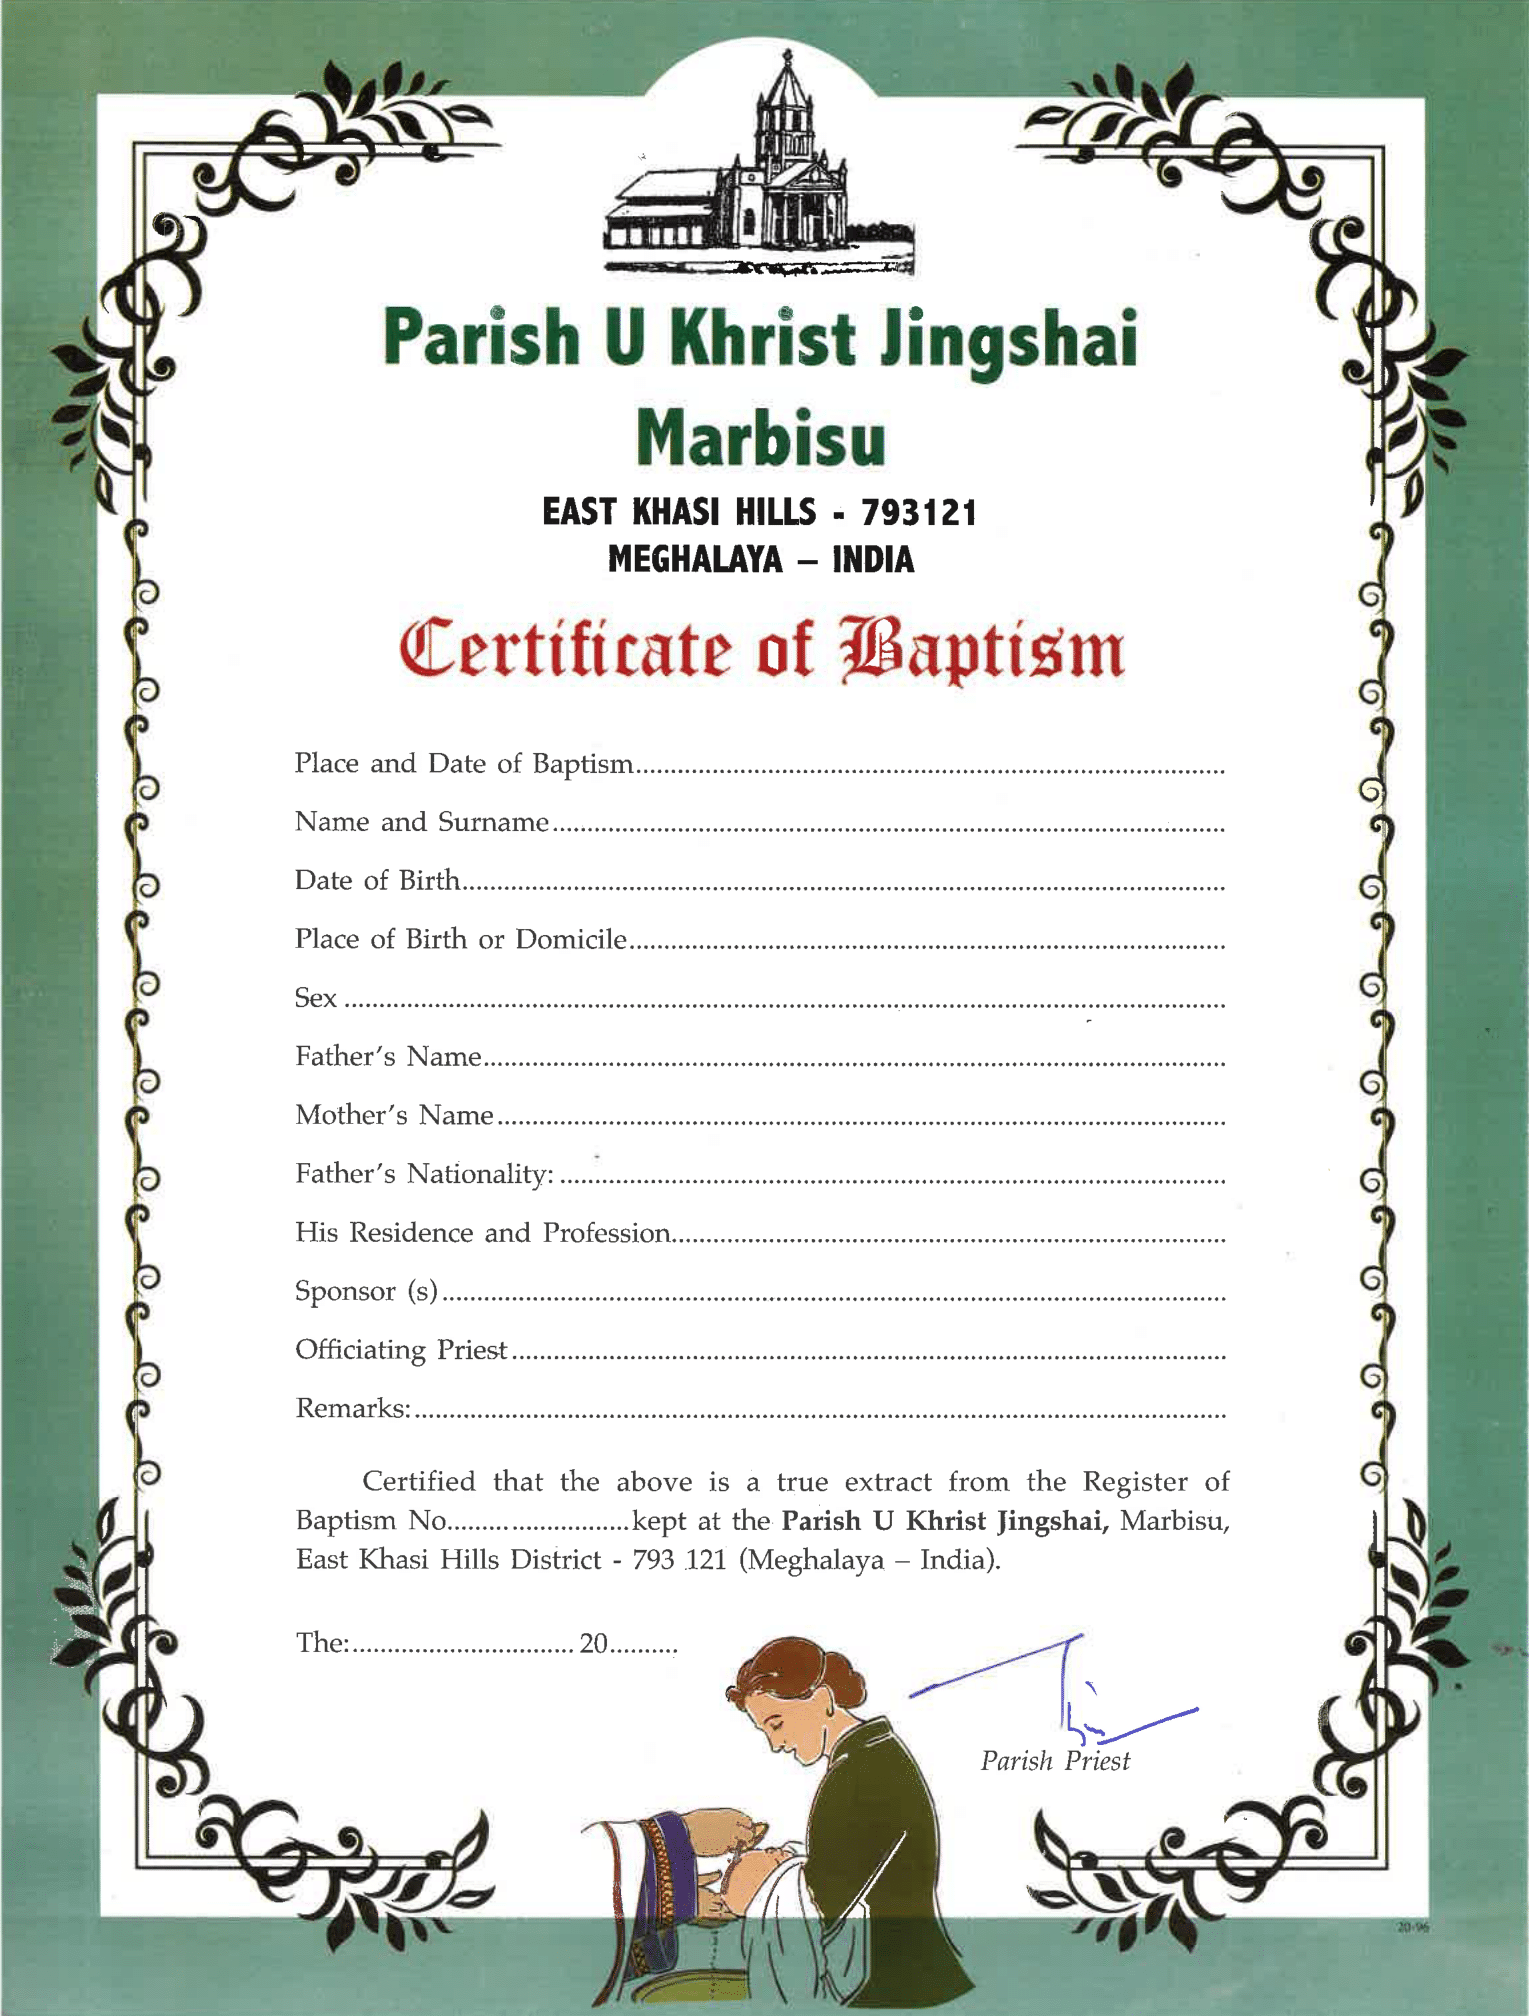 Parish U Khrist Jingshai
Marbisu
EAST KHASI HILLS - 793121
MEGHALAYA – INDIA
Certificate of Baptism
Place and Date of Baptism....................
Name and Surname....................
Date of Birth....................
Place of Birth or Domicile....................
Sex ....................
Father's Name....................
Mother's Name....................
Father's Nationality: ....................
His Residence and Profession....................
Sponsor (s)....................
Officiating Priest....................
Remarks:....................
Certified that the above is a true extract from the Register of
Baptism No....................kept at the Parish U Khrist Jingshai, Marbisu,
East Khasi Hills District - 793 121 (Meghalaya – India).
The:.................... 20..........
Parish Priest
20-96